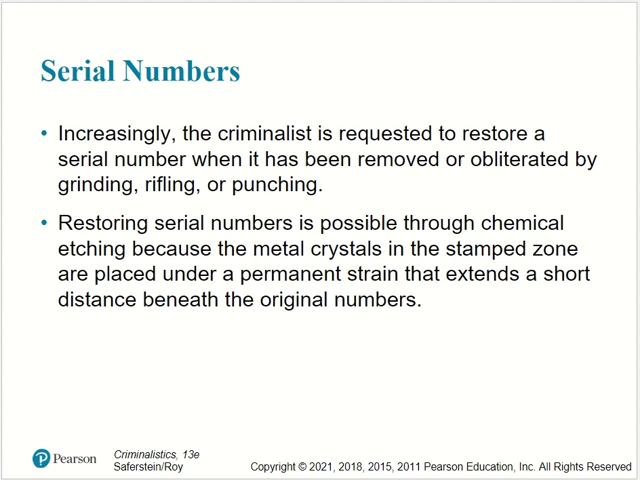 Serial Numbers
• Increasingly, the criminalist is requested to restore a
serial number when it has been removed or obliterated by
grinding, rifling, or punching.
• Restoring serial numbers is possible through chemical
etching because the metal crystals in the stamped zone
are placed under a permanent strain that extends a short
distance beneath the original numbers.
Pearson
Criminalistics, 13e
Saferstein/Roy
Copyright © 2021, 2018, 2015, 2011 Pearson Education, Inc. All Rights Reserved